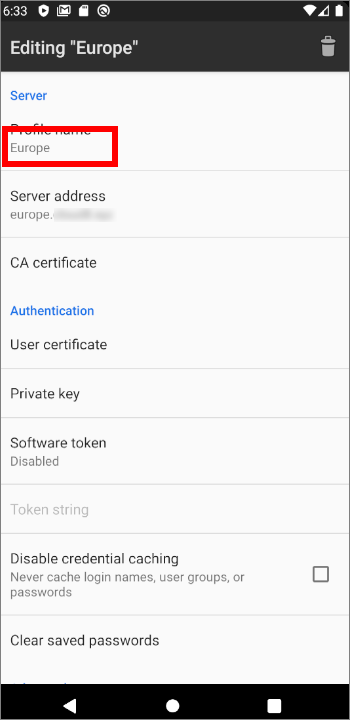 6:33
Editing "Europe"
Server
Profile name
Europe
Server address
europe.
CA certificate
Authentication
User certificate
Private key
Software token
Disabled
Token string
Disable credential caching
Never cache login names, user groups, or
passwords
Clear saved passwords